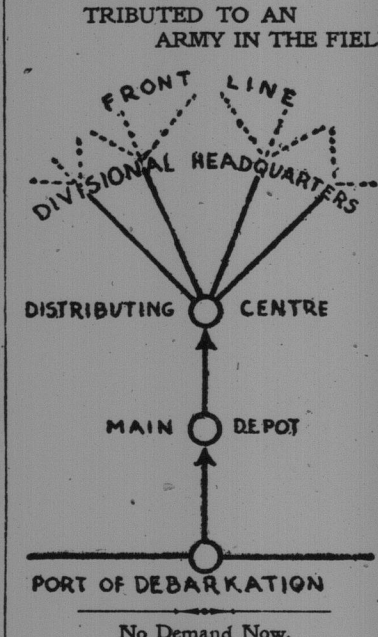 TRIBUTED TO AN
ARMY IN THE FIEL
FRONT LINE
DIVISIONAL HEADQUARTERS
DISTRIBUTING CENTRE
MAIN DEPOT
PORT OF DEBARKATION
No Demand Now.